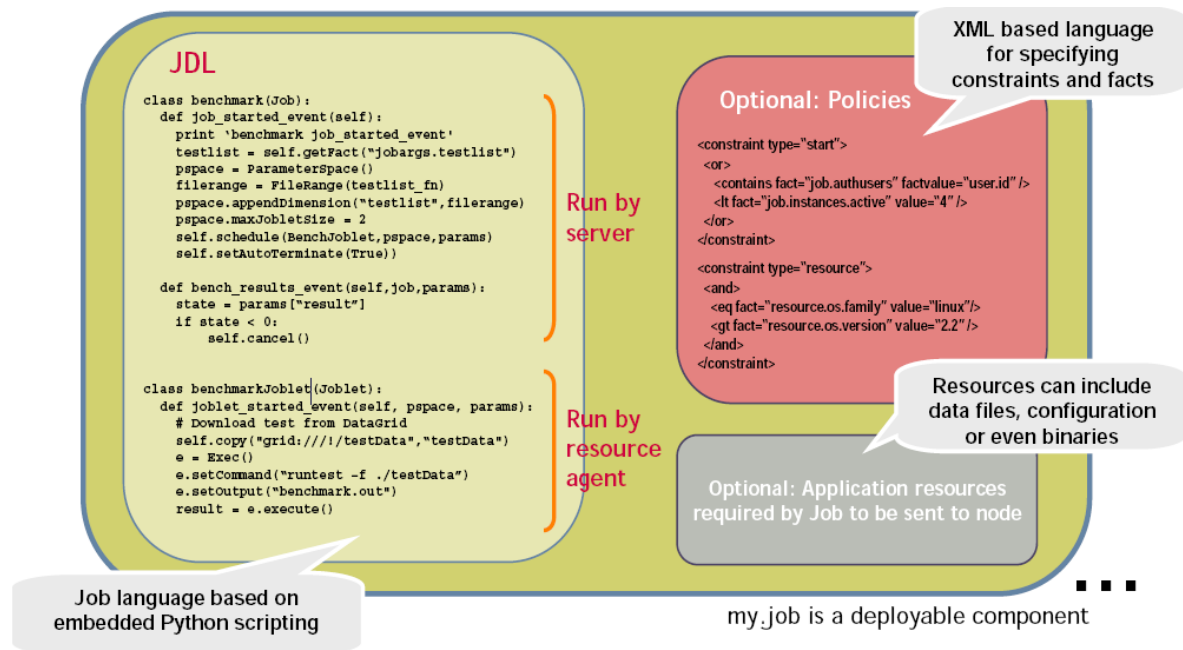 JDL
class benchmark(Job):
def job_started_event(self):
print ‘benchmark job_started_event'
testlist = self.getFact(“jobargs.testlist")
pspace = ParameterSpace()
filerange = FileRange(testlist_fn)
pspace.appendDimension(“testlist",filerange)
pspace.maxJobletSize = 2
self.schedule(BenchJoblet,pspace,params)
self.setAutoTerminate(True))
def bench_results_event(self,job,params):
state = params[“result”]
if state < 0:
self.cancel()
class benchmarkJoblet(Joblet):
def joblet_started_event(self, pspace, params):
# Download test from DataGrid
self.copy("grid:///!/testData",“testData")
e = Exec()
e.setCommand(“runtest -f ./testData”)
e.setOutput(“benchmark.out")
result = e.execute()
Run by
server
Run by
resource
agent
XML based language
for specifying
constraints and facts
Optional: Policies
<constraint type="start">
<or>
<contains fact="job.authusers" factvalue="user.id" />
<lt fact="job.instances.active" value="4" />
</or>
</constraint>
<constraint type="resource">
<and>
<eq fact="resource.os.family" value="linux"/>
<gt fact="resource.os.version" value="2.2" />
</and>
</constraint>
Resources can include
data files, configuration
or even binaries
Optional: Application resources
required by Job to be sent to node
Job language based on
embedded Python scripting
...
my.job is a deployable component